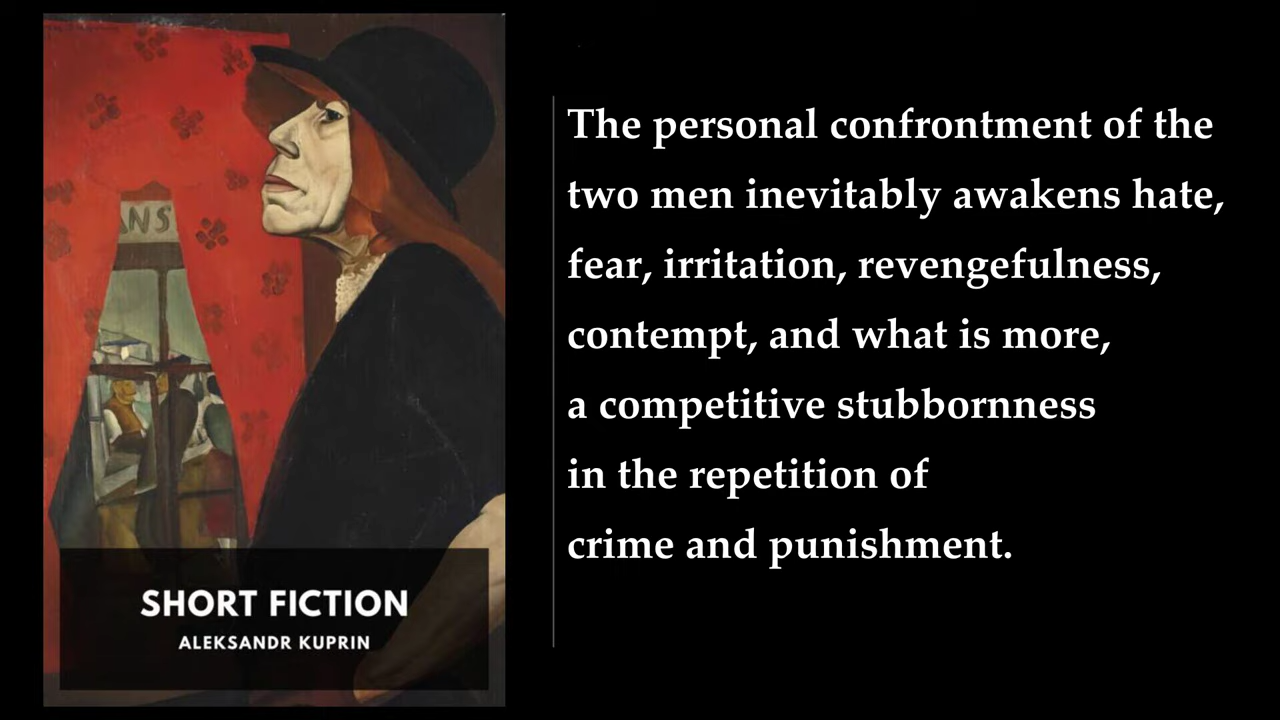 ANS
SHORT FICTION
ALEKSANDR KUPRIN
The personal confrontment of the
two men inevitably awakens hate,
fear, irritation, revengefulness,
contempt, and what is more,
a competitive stubbornness
in the repetition of
crime and punishment.